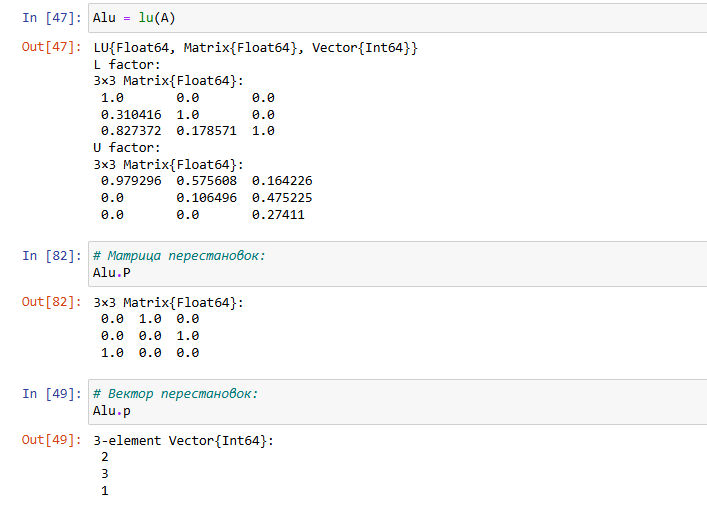 In [47]: Alu = lu(A)
Out[47]: LU{Float64, Matrix{Float64}, Vector{Int64}}
L factor:
3×3 Matrix{Float64}:
1.0 0.0 0.0
0.310416 1.0 0.0
0.827372 0.178571 1.0
U factor:
3×3 Matrix{Float64}:
0.979296 0.575608 0.164226
0.0 0.106496 0.475225
0.0 0.0 0.27411
In [82]: # Матрица перестановок:
Alu.P
Out[82]: 3×3 Matrix{Float64}:
0.0 1.0 0.0
0.0 0.0 1.0
1.0 0.0 0.0
In [49]: # Вектор перестановок:
Alu.p
Out[49]: 3-element Vector{Int64}:
2
3
1